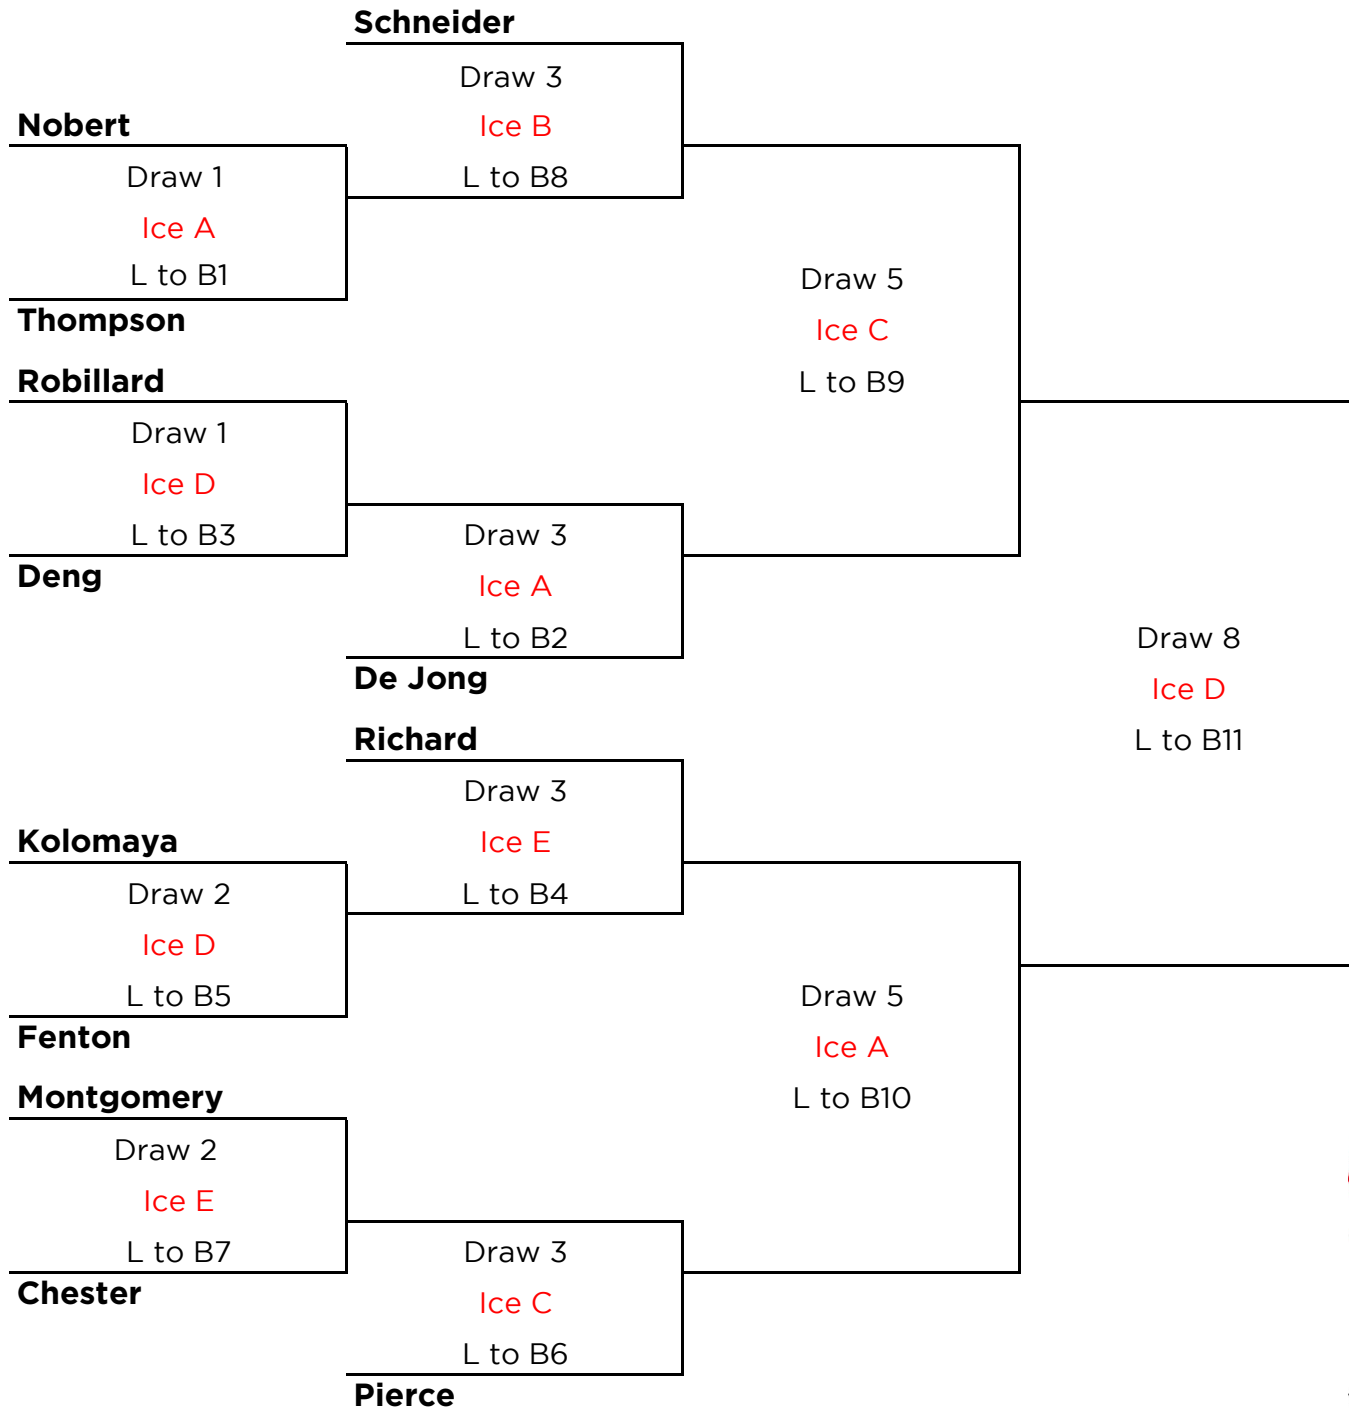 Schneider
Draw 3
Ice B
L to B8
Nobert
Draw 1
Ice A
L to B1
Thompson
Draw 5
Ice C
L to B9
Robillard
Draw 1
Ice D
L to B3
Deng
Draw 3
Ice A
L to B2
De Jong
Draw 8
Ice D
L to B11
Richard
Draw 3
Ice E
L to B4
Kolomaya
Draw 2
Ice D
L to B5
Fenton
Draw 5
Ice A
L to B10
Montgomery
Draw 2
Ice E
L to B7
Chester
Draw 3
Ice C
L to B6
Pierce